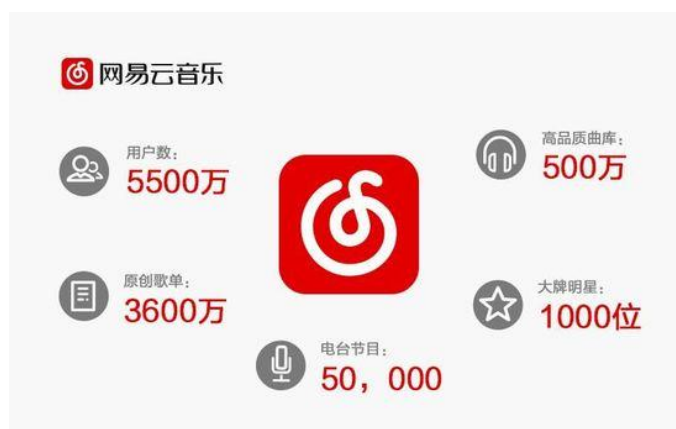 网易云音乐
用户数：
5500万
高品质曲库：
500万
原创歌单：
3600万
大牌明星：
1000位
电台节目：
50，000